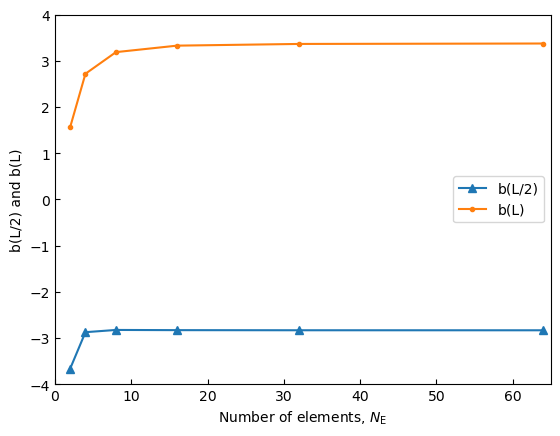 4
3
2
1
0
−1
−2
−3
−4
b(L/2) and b(L)
b(L/2)
b(L)
0 10 20 30 40 50 60
Number of elements, N_E